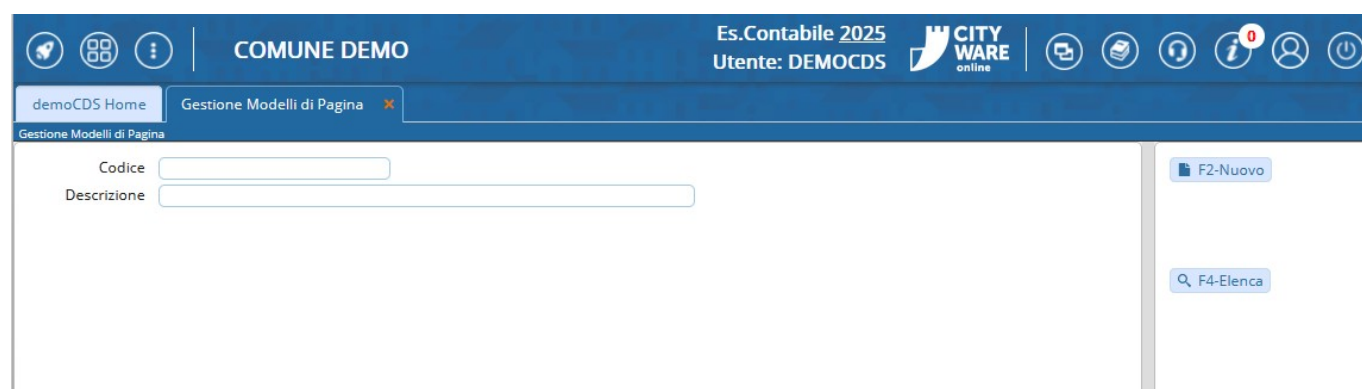 COMUNE DEMO
Es.Contabile 2025
Utente: DEMOCDS
CITY
WARE
online
0
demoCDS Home
Gestione Modelli di Pagina
Gestione Modelli di Pagina
Codice
F2-Nuovo
Descrizione
F4-Elenca